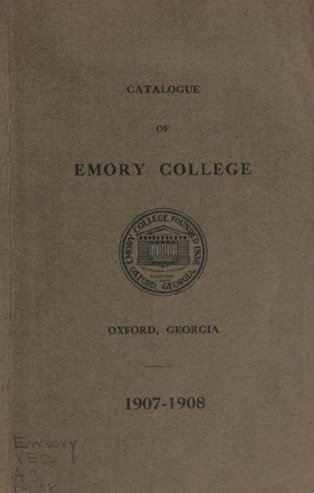 CATALOGUE
OF
EMORY COLLEGE
EMORY COLLEGE FOUNDED 1836
OXFORD, GEORGIA.
OXFORD, GEORGIA
1907-1908
Emory